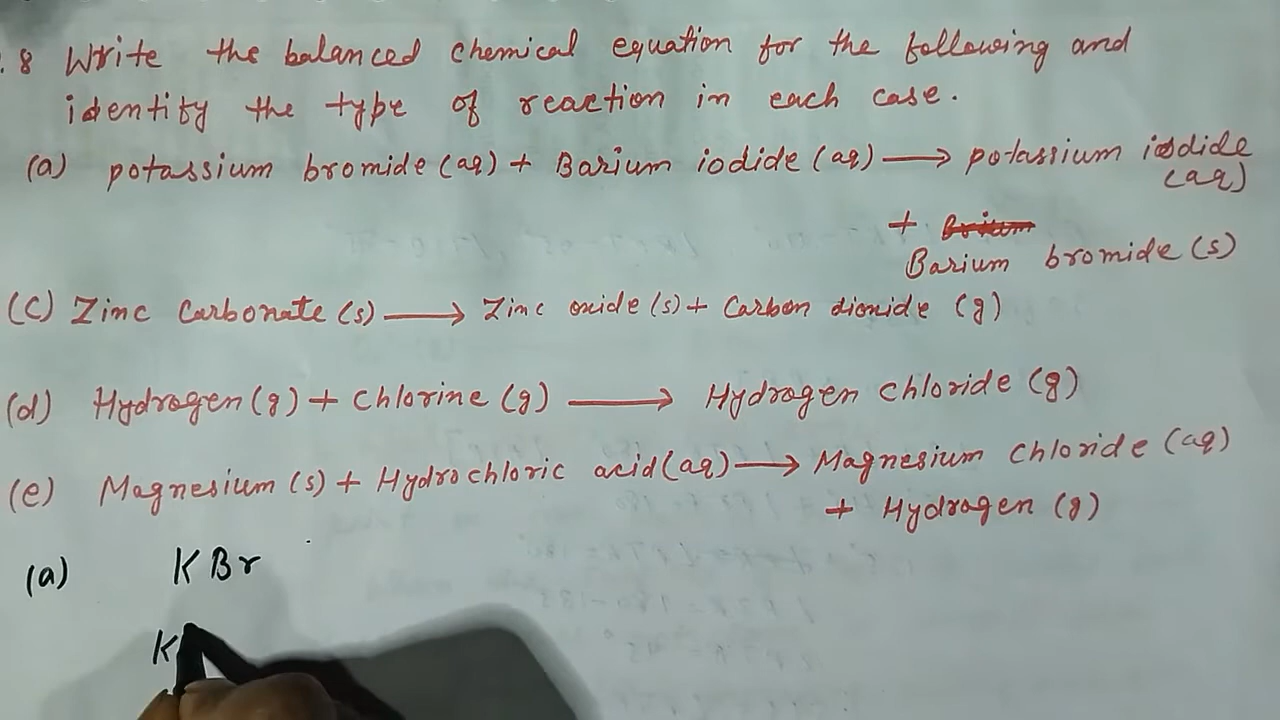 .8 Write the balanced chemical equation for the following and
identify the type of reaction in each case.
(a) potassium bromide (aq) + Barium iodide (aq) ⟶ potassium iodide
(aq)
+
Barium bromide (s)
(C) Zinc Carbonate (s) ⟶ Zinc oxide (s) + Carbon dioxide (g)
(d) Hydrogen (g) + Chlorine (g) ⟶ Hydrogen Chloride (g)
(e) Magnesium (s) + Hydrochloric acid (aq) ⟶ Magnesium Chloride (aq)
+ Hydrogen (g)
(a) KBr
K